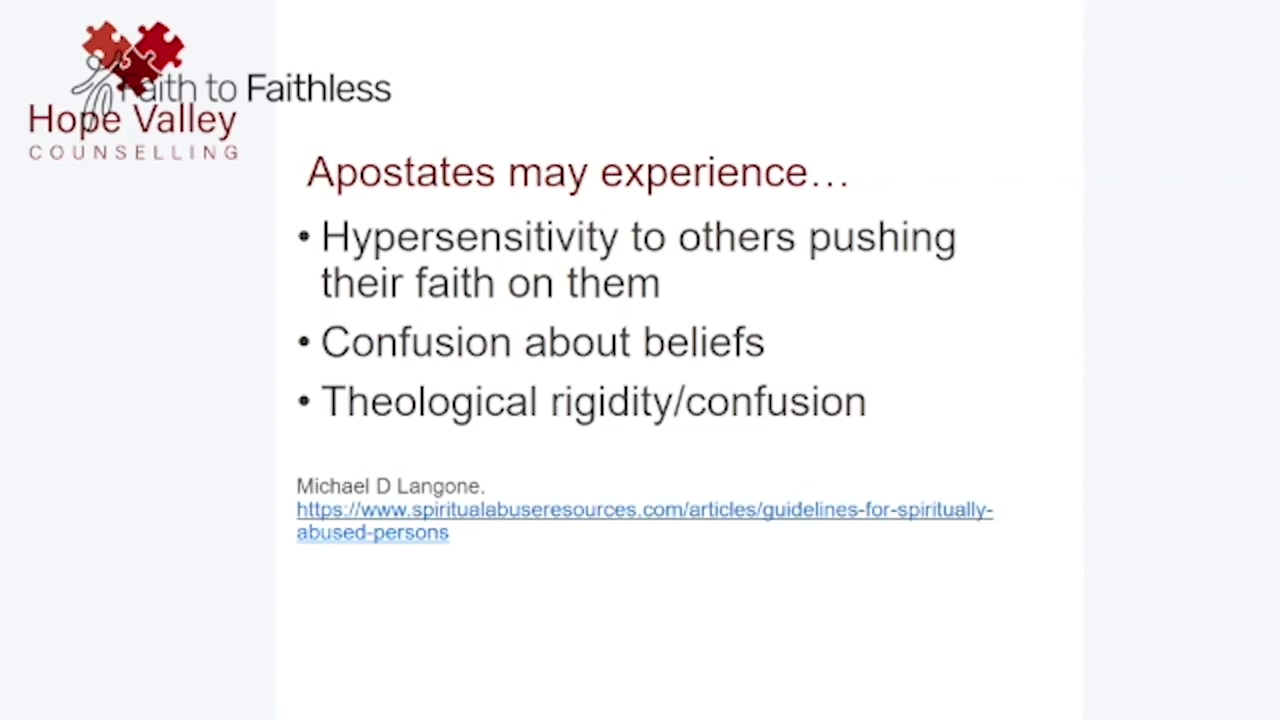 Faith to Faithless
Hope Valley
COUNSELLING
Apostates may experience…
• Hypersensitivity to others pushing
their faith on them
• Confusion about beliefs
• Theological rigidity/confusion
Michael D Langone.
https://www.spiritualabuseresources.com/articles/guidelines-for-spiritually-
abused-persons